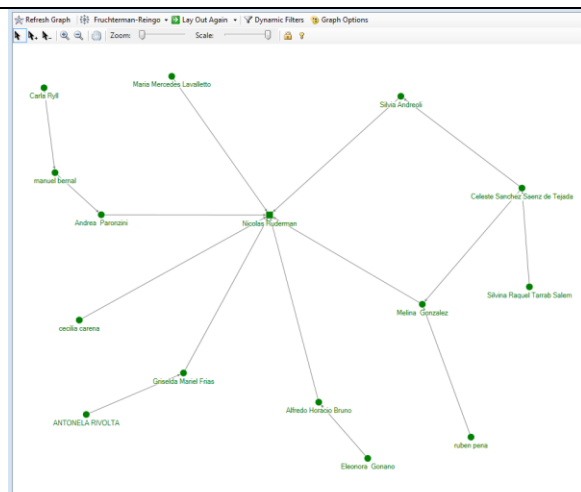 Refresh Graph Fruchterman-Reingo Lay Out Again Dynamic Filters Graph Options
Zoom: Scale:
Maria Mercedes Lavalletto
Carla Ryll
Silvia Andreoli
manuel bernal
Celeste Sanchez Saenz de Tejada
Andrea Paronzini
Nicolas Ruderman
Silvina Raquel Tarrab Salem
Melina Gonzalez
cecilia carena
Griselda Mariel Frias
Alfredo Horacio Bruno
ANTONELA RIVOLTA
ruben pena
Eleonora Gonano